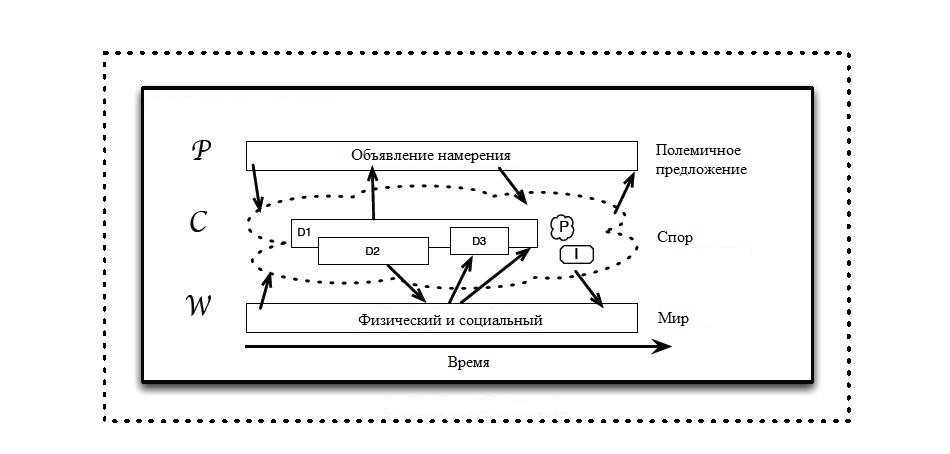 𝒫
Объявление намерения
Полемичное
предложение
C
D1
D2
D3
P
I
Спор
𝒲
Физический и социальный
Мир
Время